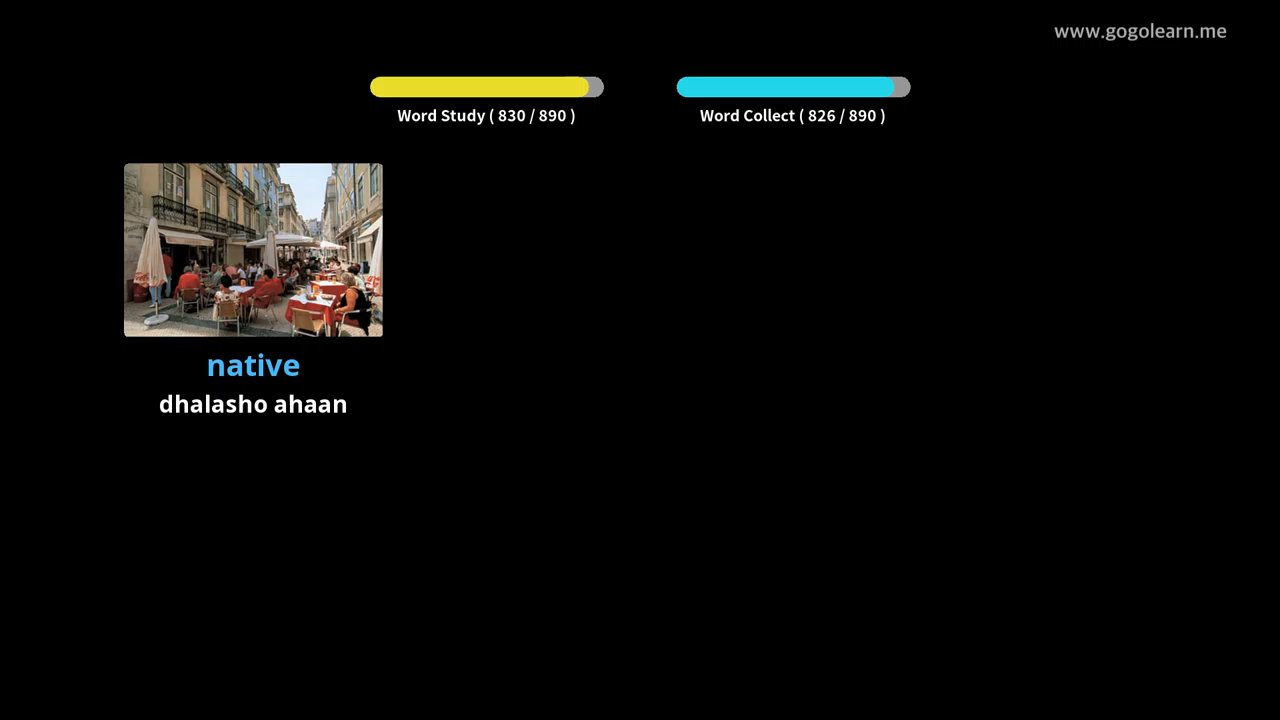 www.gogolearn.me
Word Study ( 830 / 890 )
Word Collect ( 826 / 890 )
native
dhalasho ahaan